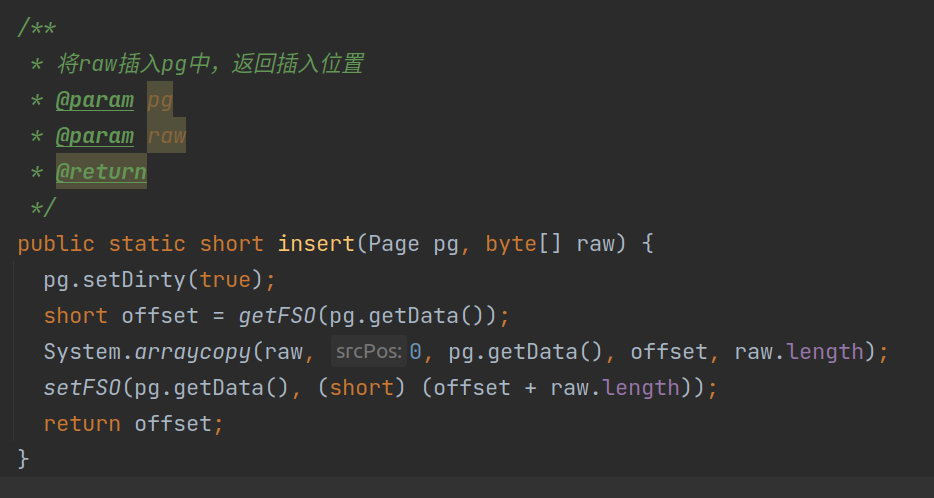 /**
 * 将raw插入pg中，返回插入位置
 * @param pg
 * @param raw
 * @return
 */
public static short insert(Page pg, byte[] raw) {
    pg.setDirty(true);
    short offset = getFSO(pg.getData());
    System.arraycopy(raw, srcPos: 0, pg.getData(), offset, raw.length);
    setFSO(pg.getData(), (short) (offset + raw.length));
    return offset;
}